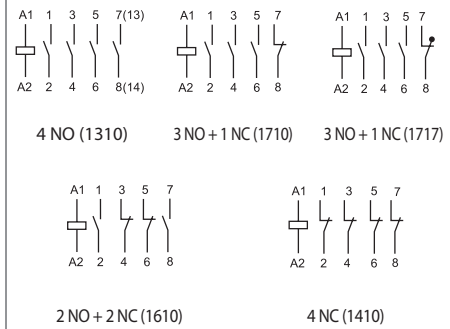 A1 1 3 5 7(13) A1 1 3 5 7 A1 1 3 5 7
A2 2 4 6 8(14) A2 2 4 6 8 A2 2 4 6 8
4 NO (1310) 3 NO + 1 NC (1710) 3 NO + 1 NC (1717)
A1 1 3 5 7 A1 1 3 5 7
A2 2 4 6 8 A2 2 4 6 8
2 NO + 2 NC (1610) 4 NC (1410)